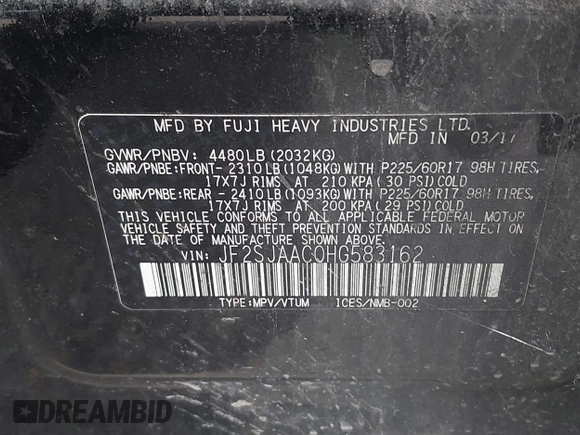 MFD BY FUJI HEAVY INDUSTRIES LTD.
MFD IN 03/17
GVWR/PNBV: 4480LB(2032KG)
GAWR/PNBE:FRONT-2310LB(1048KG)WITH P225/60R17 98H TIRES,
17X7J RIMS AT 210 KPA(30 PSI)COLD
GAWR/PNBE:REAR -2410LB(1093KG)WITH P225/60R17 98H TIRES,
17X7J RIMS AT 200 KPA(29 PSI)COLD
THIS VEHICLE CONFORMS TO ALL APPLICABLE FEDERAL MOTOR
VEHICLE SAFETY AND THEFT PREVENTION STANDARDS IN EFFECT ON
THE DATE OF MANUFACTURE SHOWN ABOVE.
VIN: JF2SJAAC0HG583162
TYPE:MPV/VTUM ICES/NMB-002
DREAMBID